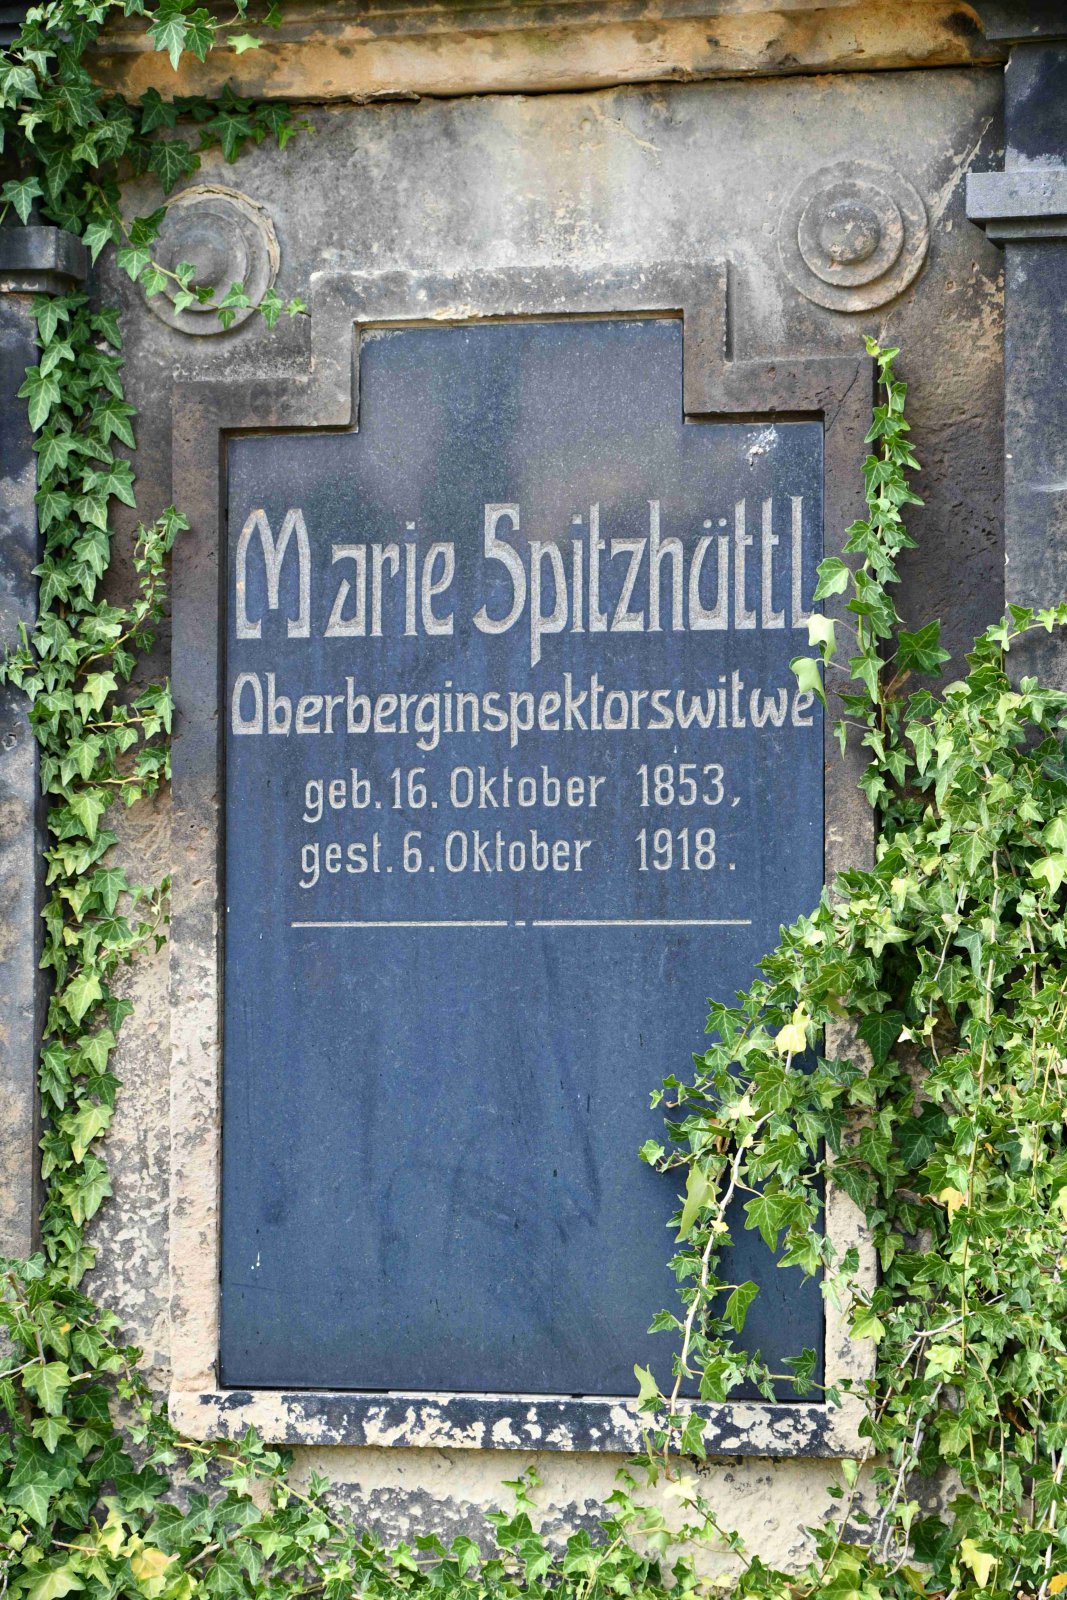 Marie Spitzhüttl
Oberberginspektorswitwe
geb. 16. Oktober 1853,
gest. 6. Oktober 1918.